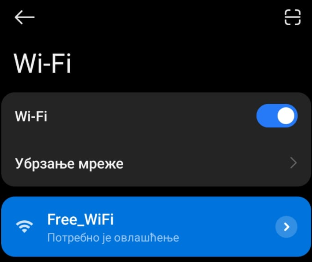 Wi-Fi
Wi-Fi
Убрзање мреже
Free_WiFi
Потребно је овлашћење